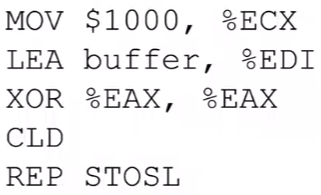 MOV $1000, %ECX
LEA buffer, %EDI
XOR %EAX, %EAX
CLD
REP STOSL